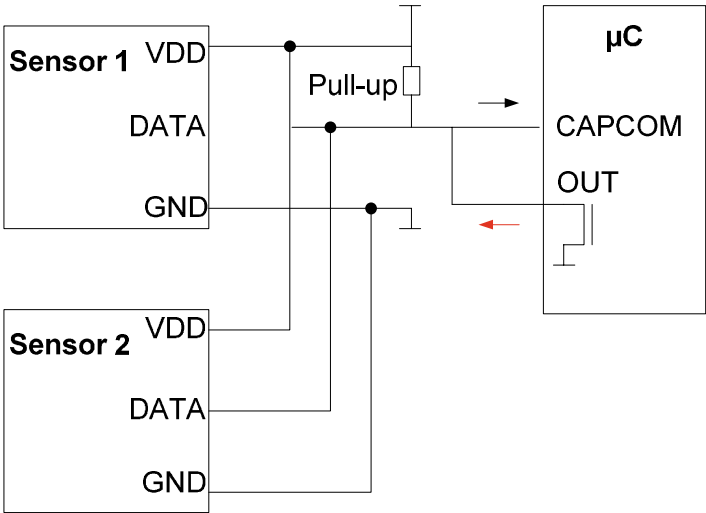 Sensor 1
VDD
DATA
GND
Pull-up
µC
CAPCOM
OUT
Sensor 2
VDD
DATA
GND